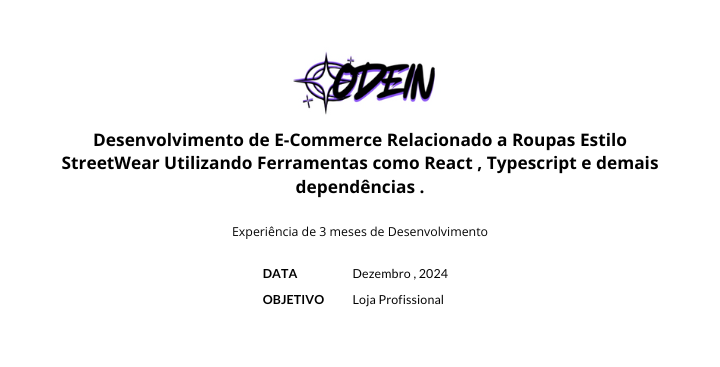 ODEIN
Desenvolvimento de E-Commerce Relacionado a Roupas Estilo
StreetWear Utilizando Ferramentas como React , Typescript e demais
dependências .
Experiência de 3 meses de Desenvolvimento
DATA Dezembro , 2024
OBJETIVO Loja Profissional